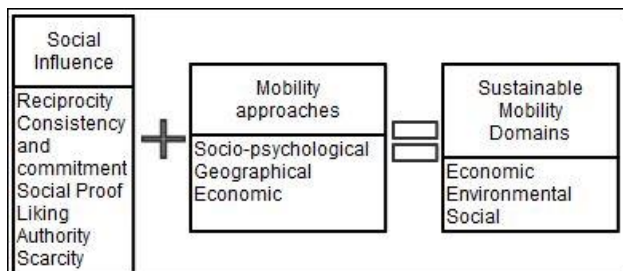 Social
Influence
Reciprocity
Consistency
and
commitment
Social Proof
Liking
Authority
Scarcity
Mobility
approaches
Socio-psychological
Geographical
Economic
Sustainable
Mobility
Domains
Economic
Environmental
Social